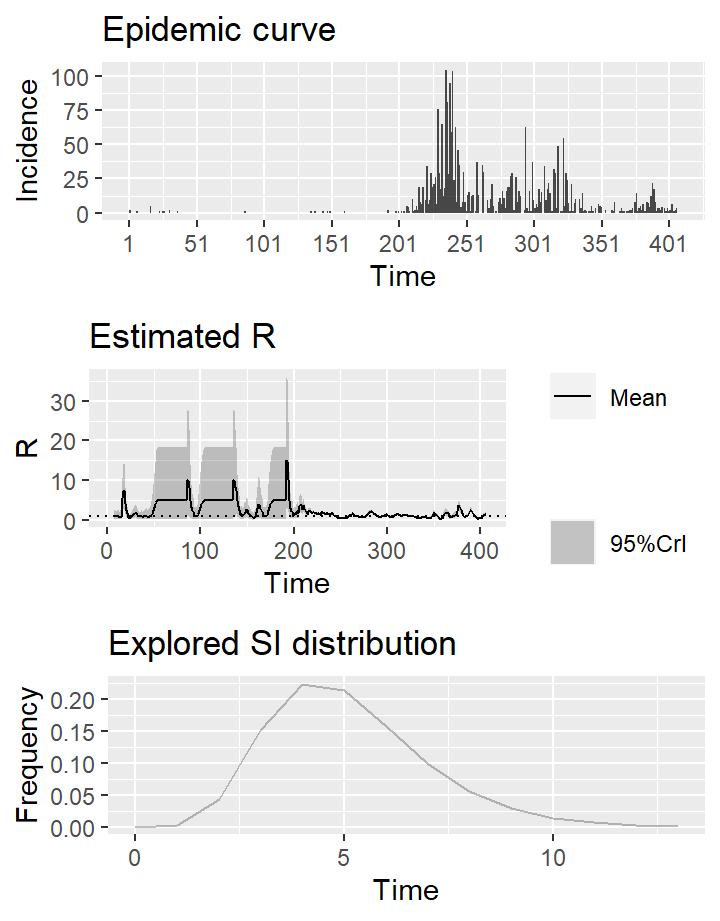 Epidemic curve
Incidence
100
75
50
25
0
1 51 101 151 201 251 301 351 401
Time
Estimated R
R
30
20
10
0
0 100 200 300 400
Time
Mean
95%CrI
Explored SI distribution
Frequency
0.20
0.15
0.10
0.05
0.00
0 5 10
Time